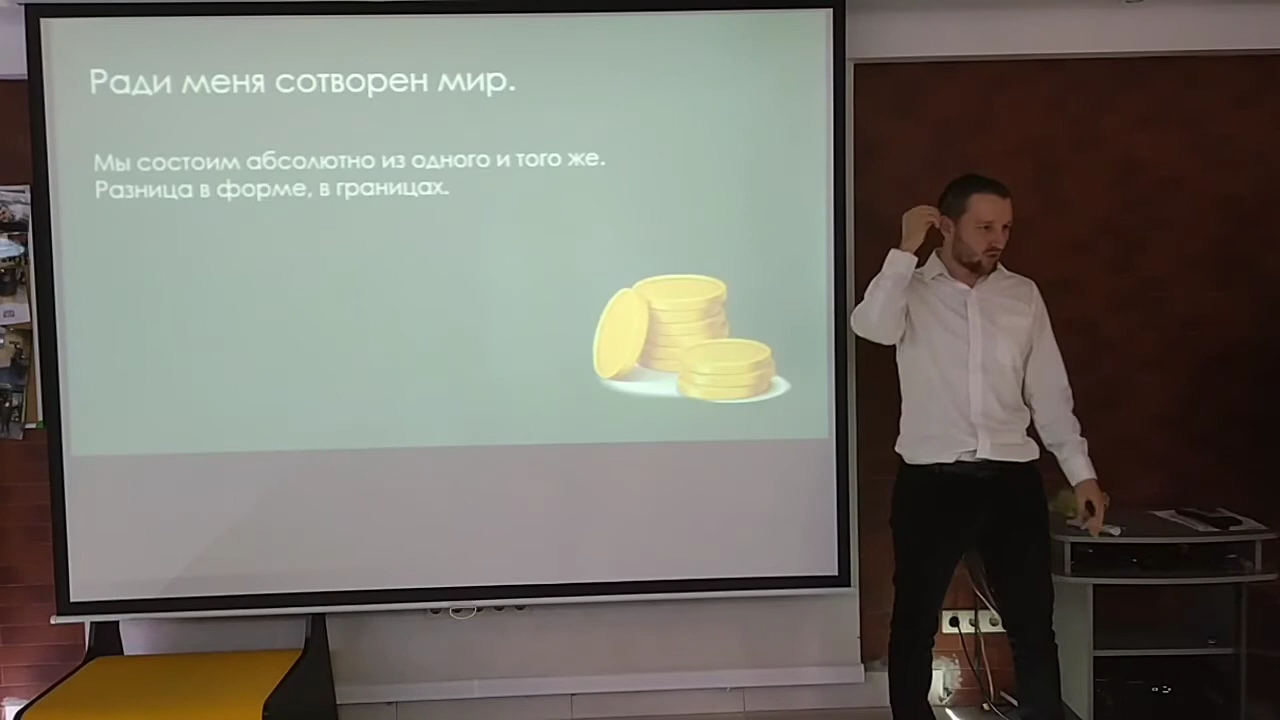 Ради меня сотворен мир.
Мы состоим абсолютно из одного и того же.
Разница в форме, в границах.